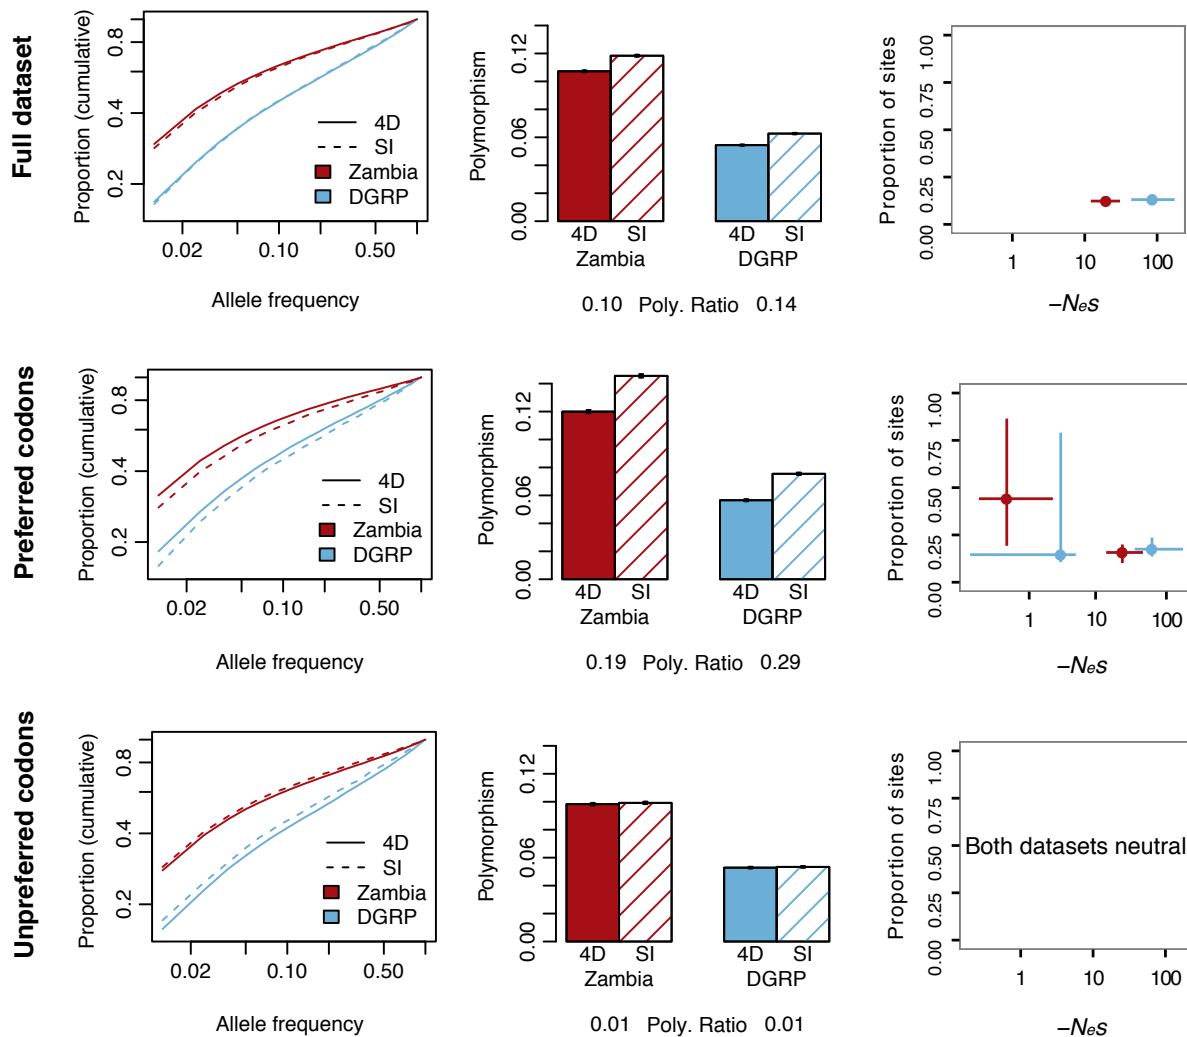 Full dataset
Proportion (cumulative)
0.8
0.4
0.2
4D
SI
Zambia
DGRP
0.02 0.10 0.50
Allele frequency
Polymorphism
0.12
0.06
0.00
4D SI 4D SI
Zambia DGRP
0.10 Poly. Ratio 0.14
Proportion of sites
1.00
0.75
0.50
0.25
0.00
1 10 100
–Nes
Preferred codons
Proportion (cumulative)
0.8
0.4
0.2
4D
SI
Zambia
DGRP
0.02 0.10 0.50
Allele frequency
Polymorphism
0.12
0.06
0.00
4D SI 4D SI
Zambia DGRP
0.19 Poly. Ratio 0.29
Proportion of sites
1.00
0.75
0.50
0.25
0.00
1 10 100
–Nes
Unpreferred codons
Proportion (cumulative)
0.8
0.4
0.2
4D
SI
Zambia
DGRP
0.02 0.10 0.50
Allele frequency
Polymorphism
0.12
0.06
0.00
4D SI 4D SI
Zambia DGRP
0.01 Poly. Ratio 0.01
Proportion of sites
1.00
0.75
0.50
0.25
0.00
Both datasets neutral
1 10 100
–Nes